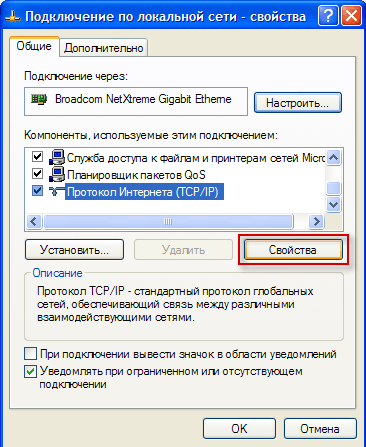 Подключение по локальной сети - свойства
Общие Дополнительно
Подключение через:
Broadcom NetXtreme Gigabit Etherne Настроить...
Компоненты, используемые этим подключением:
Служба доступа к файлам и принтерам сетей Micro
Планировщик пакетов QoS
Протокол Интернета (TCP/IP)
Установить... Удалить Свойства
Описание
Протокол TCP/IP - стандартный протокол глобальных
сетей, обеспечивающий связь между различными
взаимодействующими сетями.
При подключении вывести значок в области уведомлений
Уведомлять при ограниченном или отсутствующем
подключении
OK Отмена